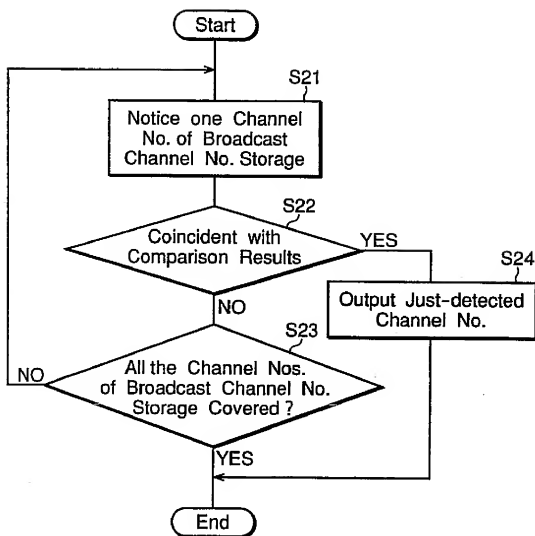 Start
S21
Notice one Channel
No. of Broadcast
Channel No. Storage
S22
Coincident with
Comparison Results
YES
S24
Output Just-detected
Channel No.
NO
S23
All the Channel Nos.
of Broadcast Channel No.
Storage Covered ?
NO
YES
End